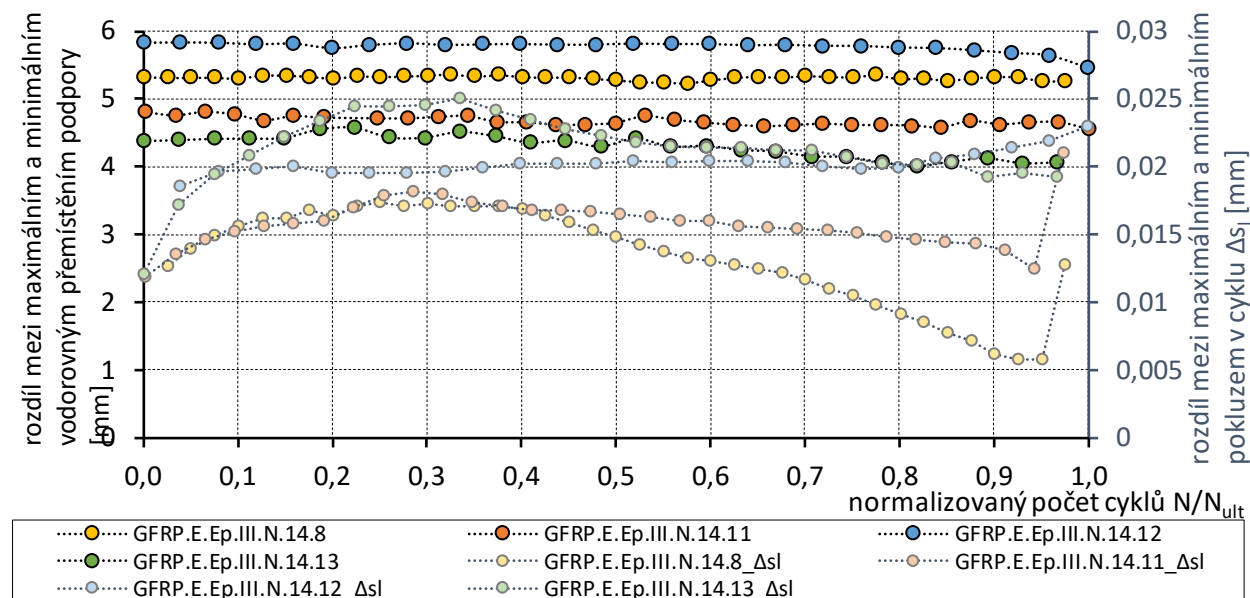 rozdíl mezi maximálním a minimálním
vodorovným přemístěním podpory
[mm]
6
5
4
3
2
1
0
0,03
0,025
0,02
0,015
0,01
0,005
0
rozdíl mezi maximálním a minimálním
pokluzem v cyklu Δsl [mm]
0,0 0,1 0,2 0,3 0,4 0,5 0,6 0,7 0,8 0,9 1,0
normalizovaný počet cyklů N/Nult
GFRP.E.Ep.III.N.14.8 GFRP.E.Ep.III.N.14.11 GFRP.E.Ep.III.N.14.12
GFRP.E.Ep.III.N.14.13 GFRP.E.Ep.III.N.14.8_Δsl GFRP.E.Ep.III.N.14.11_Δsl
GFRP.E.Ep.III.N.14.12_Δsl GFRP.E.Ep.III.N.14.13_Δsl